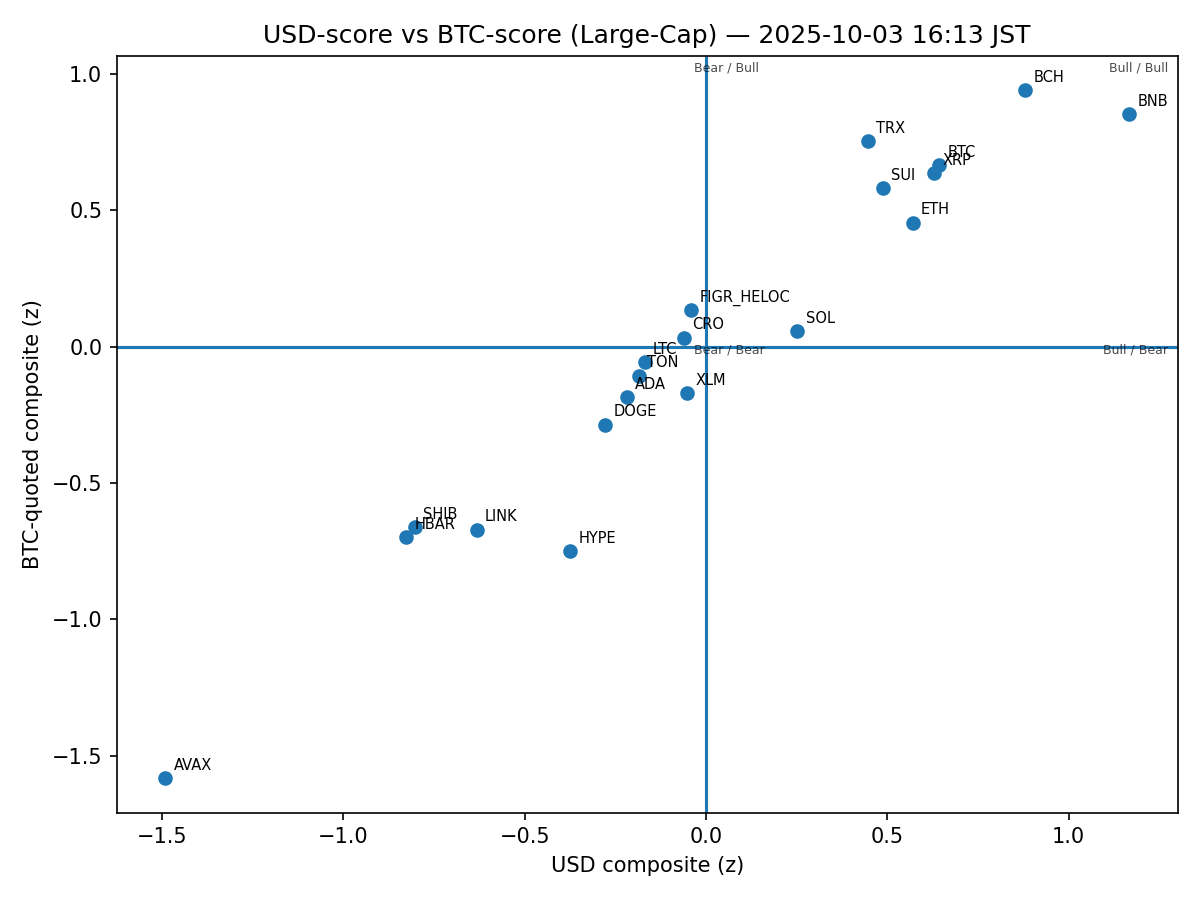 USD-score vs BTC-score (Large-Cap) — 2025-10-03 16:13 JST
Bear / Bull
Bull / Bull
BCH
BNB
TRX
BTC
XRP
SUI
ETH
FIGR_HELOC
SOL
CRO
LTC
Bear / Bear
Bull / Bear
TON
XLM
ADA
DOGE
SHIB
HBAR
LINK
HYPE
AVAX
1.0
0.5
0.0
−0.5
−1.0
−1.5
BTC-quoted composite (z)
−1.5
−1.0
−0.5
0.0
0.5
1.0
USD composite (z)